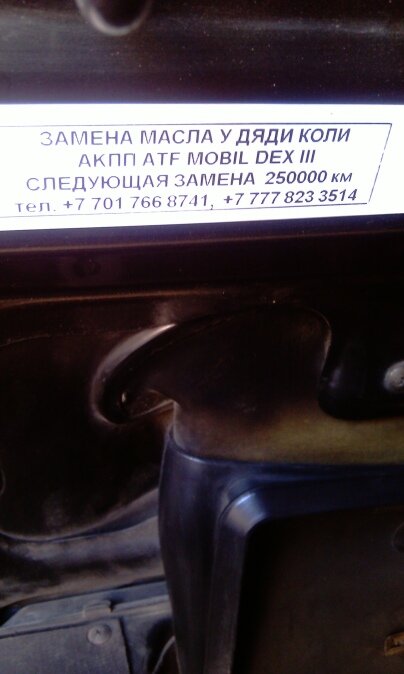 ЗАМЕНА МАСЛА У ДЯДИ КОЛИ
АКПП ATF MOBIL DEX III
СЛЕДУЮЩАЯ ЗАМЕНА 250000 КМ
тел. +7 701 766 8741, +7 777 823 3514